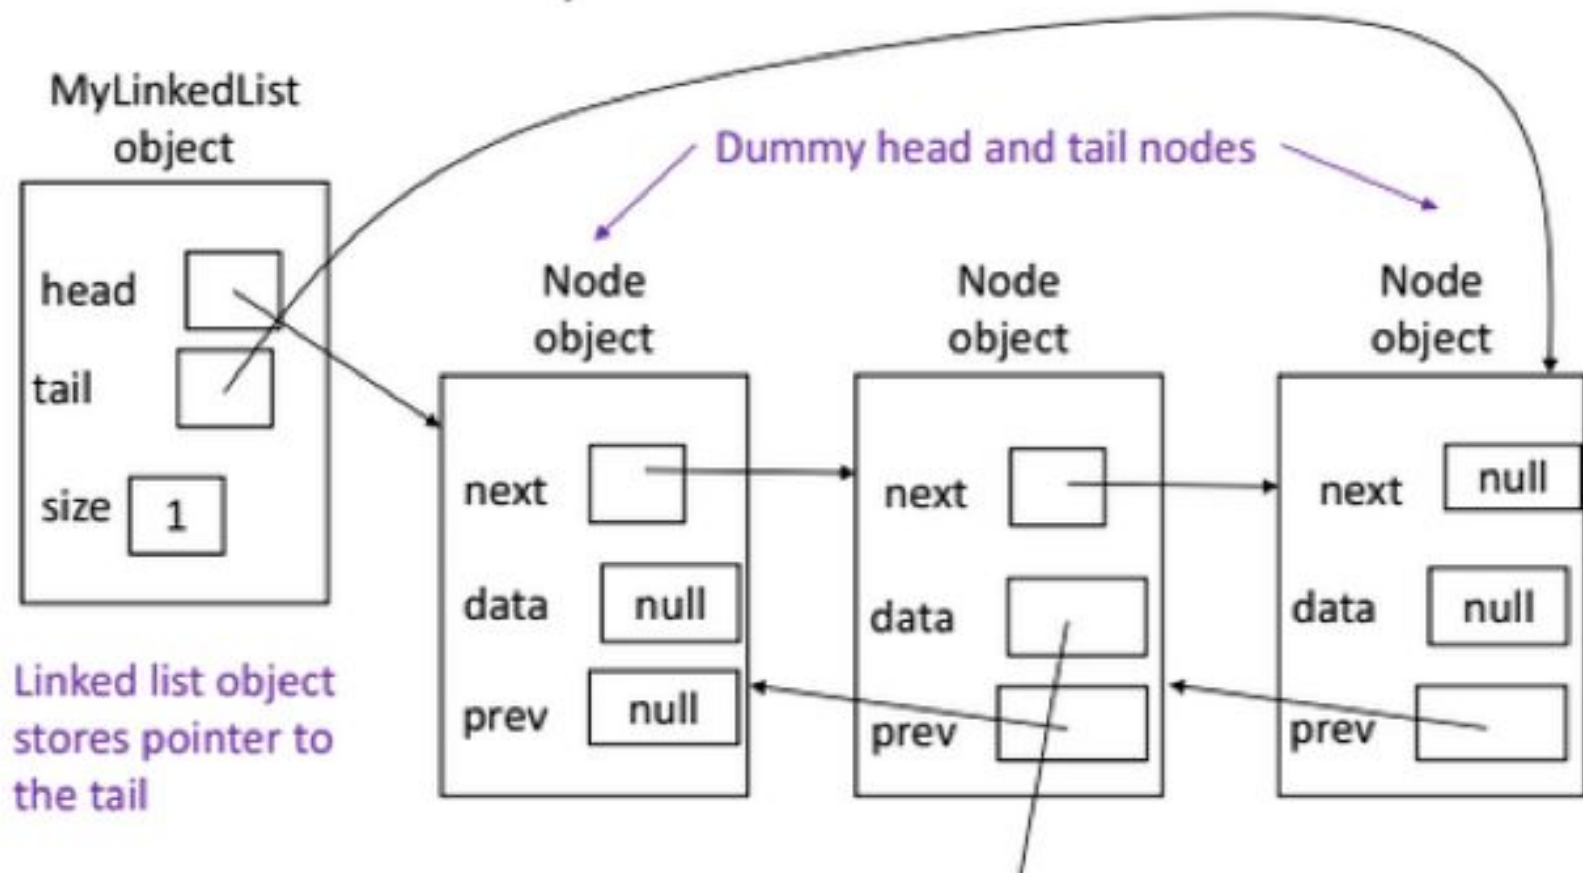 MyLinkedList
object
Dummy head and tail nodes
head
tail
size 1
Linked list object
stores pointer to
the tail
Node
object
next
data null
prev null
Node
object
next
data
prev
Node
object
next null
data null
prev